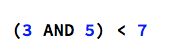 (3 AND 5) < 7